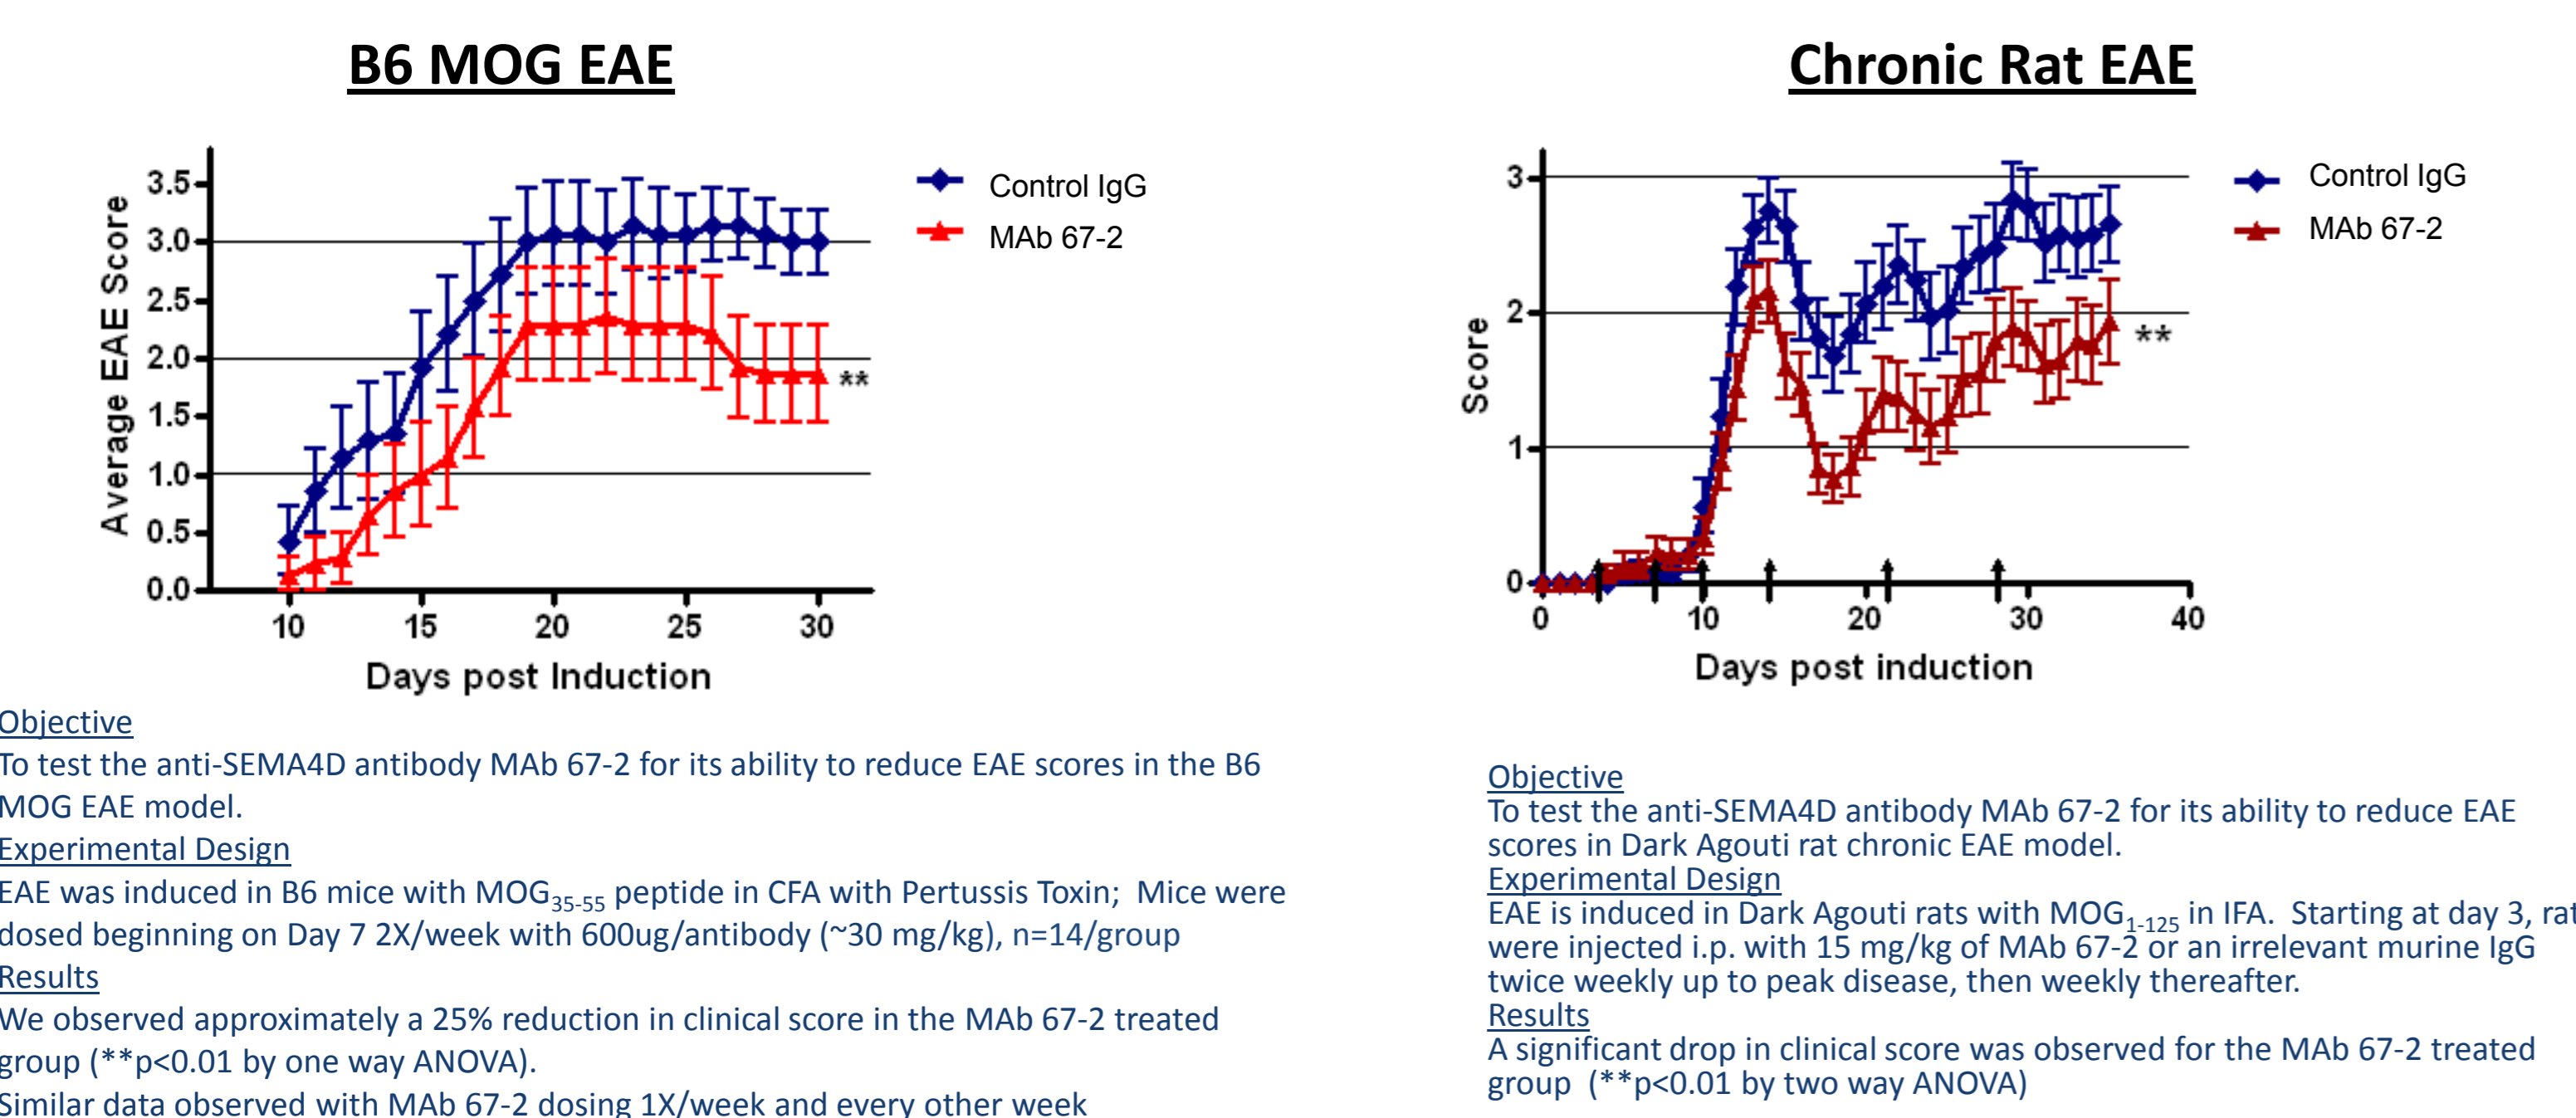 B6 MOG EAE
3.5
3.0
2.5
2.0
1.5
1.0
0.5
0.0
Average EAE Score
10 15 20 25 30
Days post Induction
Control IgG
MAb 67-2
**
Objective
To test the anti-SEMA4D antibody MAb 67-2 for its ability to reduce EAE scores in the B6
MOG EAE model.
Experimental Design
EAE was induced in B6 mice with MOG35-55 peptide in CFA with Pertussis Toxin;  Mice were
dosed beginning on Day 7 2X/week with 600ug/antibody (~30 mg/kg), n=14/group
Results
We observed approximately a 25% reduction in clinical score in the MAb 67-2 treated
group (**p<0.01 by one way ANOVA).
Similar data observed with MAb 67-2 dosing 1X/week and every other week
Chronic Rat EAE
3
2
1
0
Score
0 10 20 30 40
Days post induction
Control IgG
MAb 67-2
**
Objective
To test the anti-SEMA4D antibody MAb 67-2 for its ability to reduce EAE
scores in Dark Agouti rat chronic EAE model.
Experimental Design
EAE is induced in Dark Agouti rats with MOG1-125 in IFA.  Starting at day 3, rat
were injected i.p. with 15 mg/kg of MAb 67-2 or an irrelevant murine IgG
twice weekly up to peak disease, then weekly thereafter.
Results
A significant drop in clinical score was observed for the MAb 67-2 treated
group  (**p<0.01 by two way ANOVA)